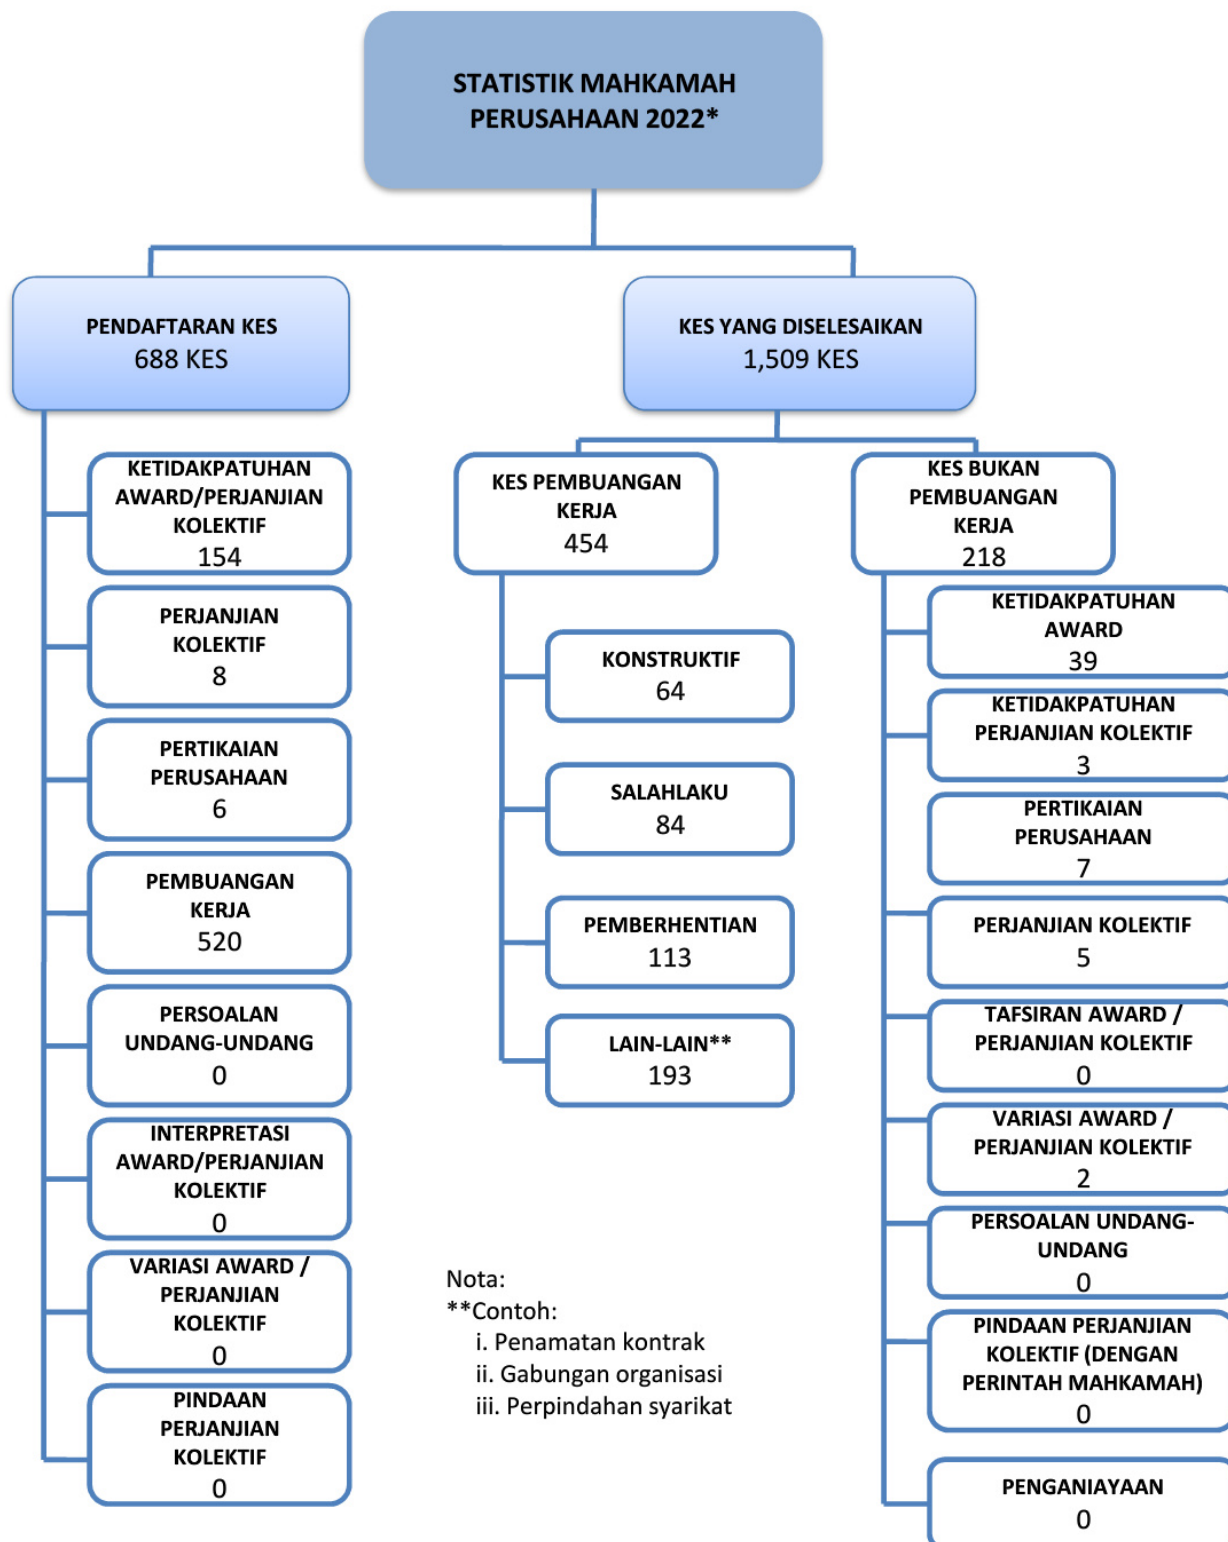 STATISTIK MAHKAMAH
PERUSAHAAN 2022*
PENDAFTARAN KES
688 KES
KETIDAKPATUHAN
AWARD/PERJANJIAN
KOLEKTIF
154
PERJANJIAN
KOLEKTIF
8
PERTIKAIAN
PERUSAHAAN
6
PEMBUANGAN
KERJA
520
PERSOALAN
UNDANG-UNDANG
0
INTERPRETASI
AWARD/PERJANJIAN
KOLEKTIF
0
VARIASI AWARD /
PERJANJIAN
KOLEKTIF
0
PINDAAN
PERJANJIAN
KOLEKTIF
0
KES YANG DISELESAIKAN
1,509 KES
KES PEMBUANGAN
KERJA
454
KONSTRUKTIF
64
SALAHLAKU
84
PEMBERHENTIAN
113
LAIN-LAIN**
193
KES BUKAN
PEMBUANGAN
KERJA
218
KETIDAKPATUHAN
AWARD
39
KETIDAKPATUHAN
PERJANJIAN KOLEKTIF
3
PERTIKAIAN
PERUSAHAAN
7
PERJANJIAN KOLEKTIF
5
TAFSIRAN AWARD /
PERJANJIAN KOLEKTIF
0
VARIASI AWARD /
PERJANJIAN KOLEKTIF
2
PERSOALAN UNDANG-
UNDANG
0
PINDAAN PERJANJIAN
KOLEKTIF (DENGAN
PERINTAH MAHKAMAH)
0
PENGANIAYAAN
0
Nota:
**Contoh:
i. Penamatan kontrak
ii. Gabungan organisasi
iii. Perpindahan syarikat